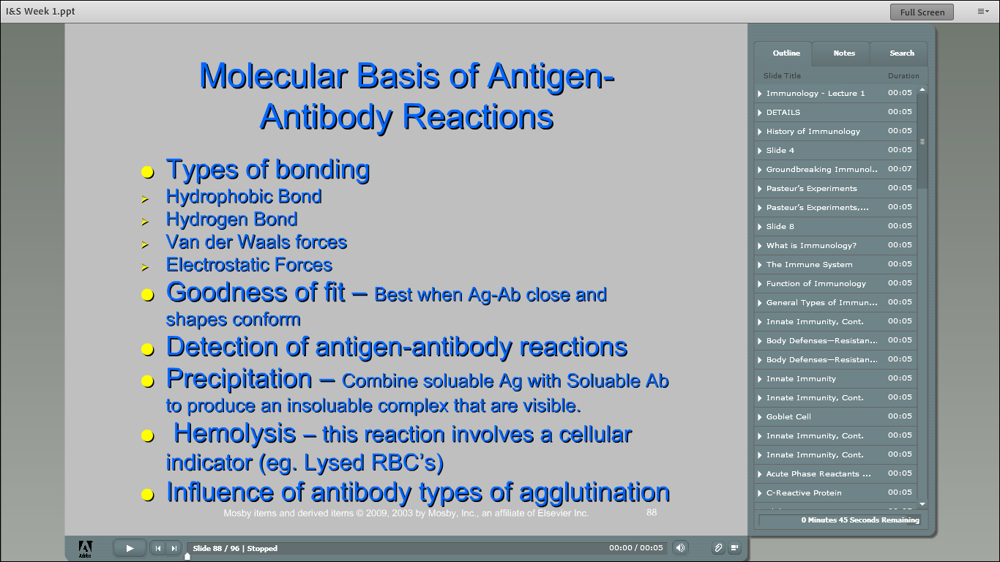 I&S Week 1.ppt
Full Screen
Molecular Basis of Antigen-
Antibody Reactions
Types of bonding
Hydrophobic Bond
Hydrogen Bond
Van der Waals forces
Electrostatic Forces
Goodness of fit – Best when Ag-Ab close and
shapes conform
Detection of antigen-antibody reactions
Precipitation – Combine soluable Ag with Soluable Ab
to produce an insoluable complex that are visible.
Hemolysis – this reaction involves a cellular
indicator (eg. Lysed RBC’s)
Influence of antibody types of agglutination
Mosby items and derived items © 2009, 2003 by Mosby, Inc., an affiliate of Elsevier Inc. 88
Outline Notes Search
Slide Title Duration
Immunology - Lecture 1 00:05
DETAILS 00:05
History of Immunology 00:05
Slide 4 00:05
Groundbreaking Immunol.. 00:07
Pasteur’s Experiments 00:05
Pasteur’s Experiments,... 00:05
Slide 8 00:05
What is Immunology? 00:05
The Immune System 00:05
Function of Immunology 00:05
General Types of Immun... 00:05
Innate Immunity, Cont. 00:05
Body Defenses—Resistan... 00:05
Body Defenses—Resistan... 00:05
Innate Immunity 00:05
Innate Immunity, Cont. 00:05
Goblet Cell 00:05
Innate Immunity, Cont. 00:05
Innate Immunity, Cont. 00:05
Acute Phase Reactants ... 00:05
C-Reactive Protein 00:05
0 Minutes 45 Seconds Remaining
Adobe
Slide 88 / 96 | Stopped 00:00 / 00:05